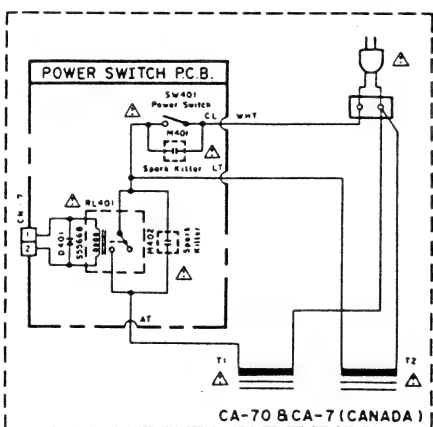 POWER SWITCH P.C.B.
SW401
Power Switch
CL WHT
M401
Spark Killer LT
CN-7
RL401
1
2
D401
S5566B
M402
Spark
Killer
AT
T1
T2
CA-70 & CA-7 (CANADA)